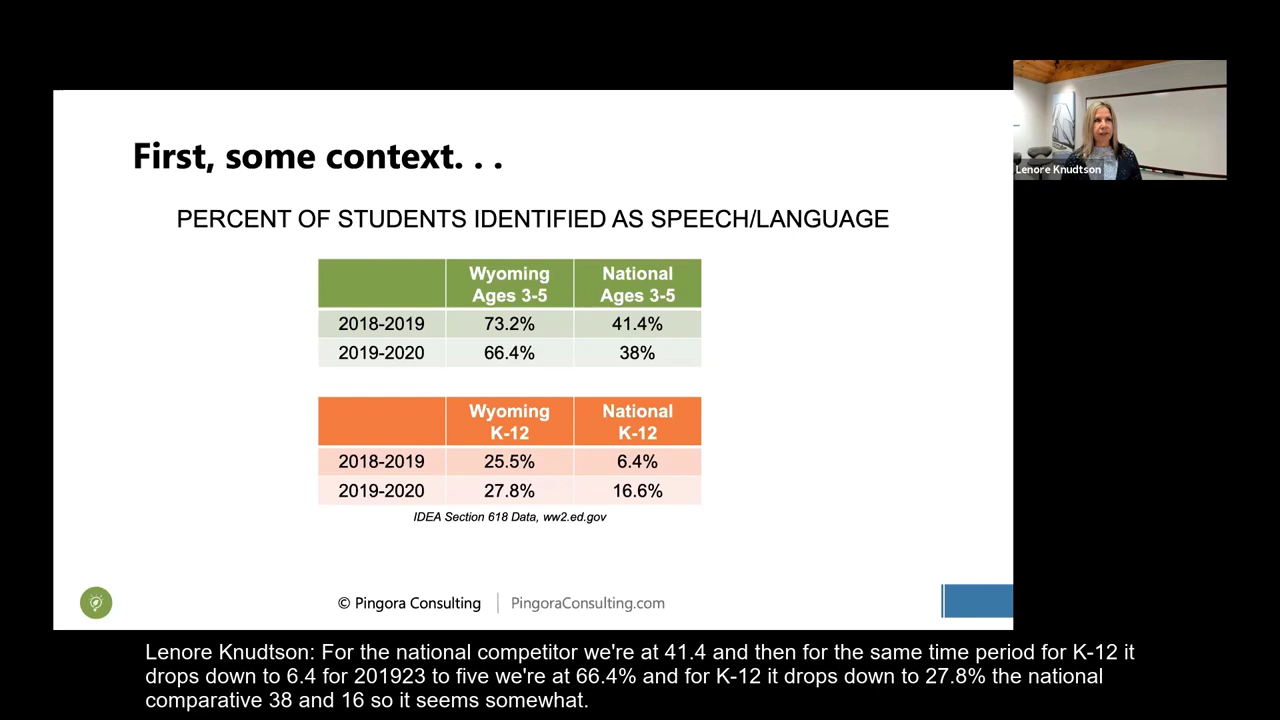 Lenore Knudtson
First, some context. . .
PERCENT OF STUDENTS IDENTIFIED AS SPEECH/LANGUAGE
Wyoming Ages 3-5 National Ages 3-5
2018-2019 73.2% 41.4%
2019-2020 66.4% 38%
Wyoming K-12 National K-12
2018-2019 25.5% 6.4%
2019-2020 27.8% 16.6%
IDEA Section 618 Data, ww2.ed.gov
© Pingora Consulting PingoraConsulting.com
Lenore Knudtson: For the national competitor we're at 41.4 and then for the same time period for K-12 it
drops down to 6.4 for 201923 to five we're at 66.4% and for K-12 it drops down to 27.8% the national
comparative 38 and 16 so it seems somewhat.